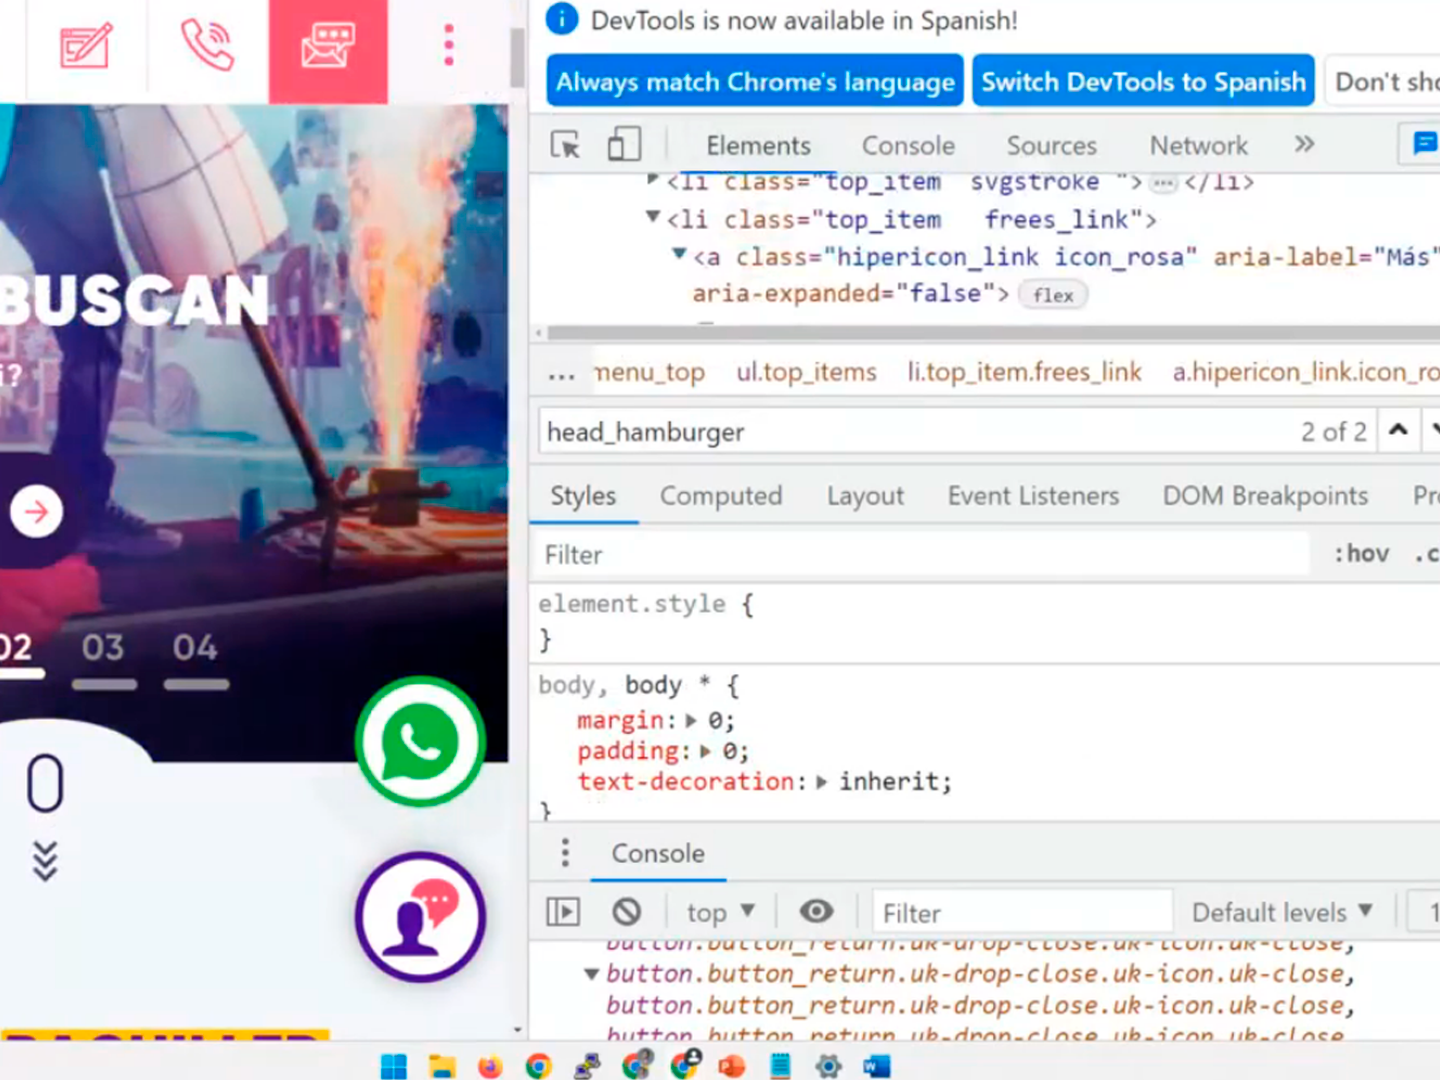 DevTools is now available in Spanish!
Always match Chrome's language
Switch DevTools to Spanish
Elements Console Sources Network »
<li class="top_item svgstroke ">…</li>
<li class="top_item frees_link">
<a class="hipericon_link icon_rosa" aria-label="Más"
aria-expanded="false"> flex
BUSCAN
i?
... menu_top ul.top_items li.top_item.frees_link a.hipericon_link.icon_ro
head_hamburger 2 of 2
Styles Computed Layout Event Listeners DOM Breakpoints
Filter :hov
element.style {
}
body, body * {
margin: 0;
padding: 0;
text-decoration: inherit;
}
02 03 04
Console
top Filter Default levels
button.button_return.uk-drop-close.uk-icon.uk-close,
button.button_return.uk-drop-close.uk-icon.uk-close,
button.button_return.uk-drop-close.uk-icon.uk-close,
button.button_return.uk-drop-close.uk-icon.uk-close,